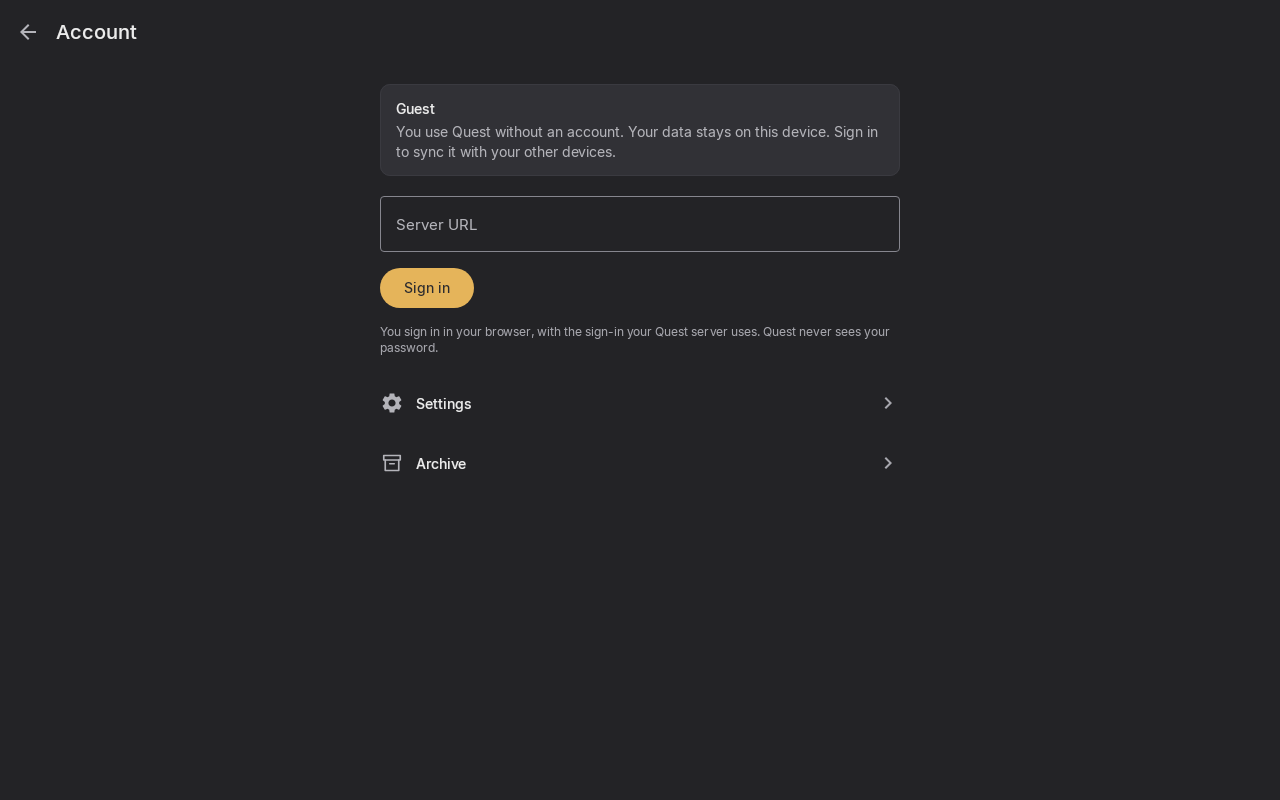 Account
Guest
You use Quest without an account. Your data stays on this device. Sign in
to sync it with your other devices.
Server URL
Sign in
You sign in in your browser, with the sign-in your Quest server uses. Quest never sees your
password.
Settings
Archive